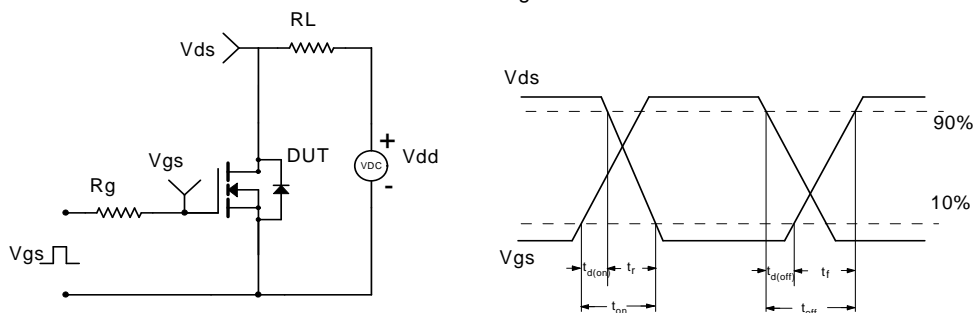 g
RL
Vds
DUT
+
VDC
Vdd
-
Vgs
Rg
Vgs
Vds
90%
10%
Vgs
td(on)
tr
td(off)
tf
ton
toff